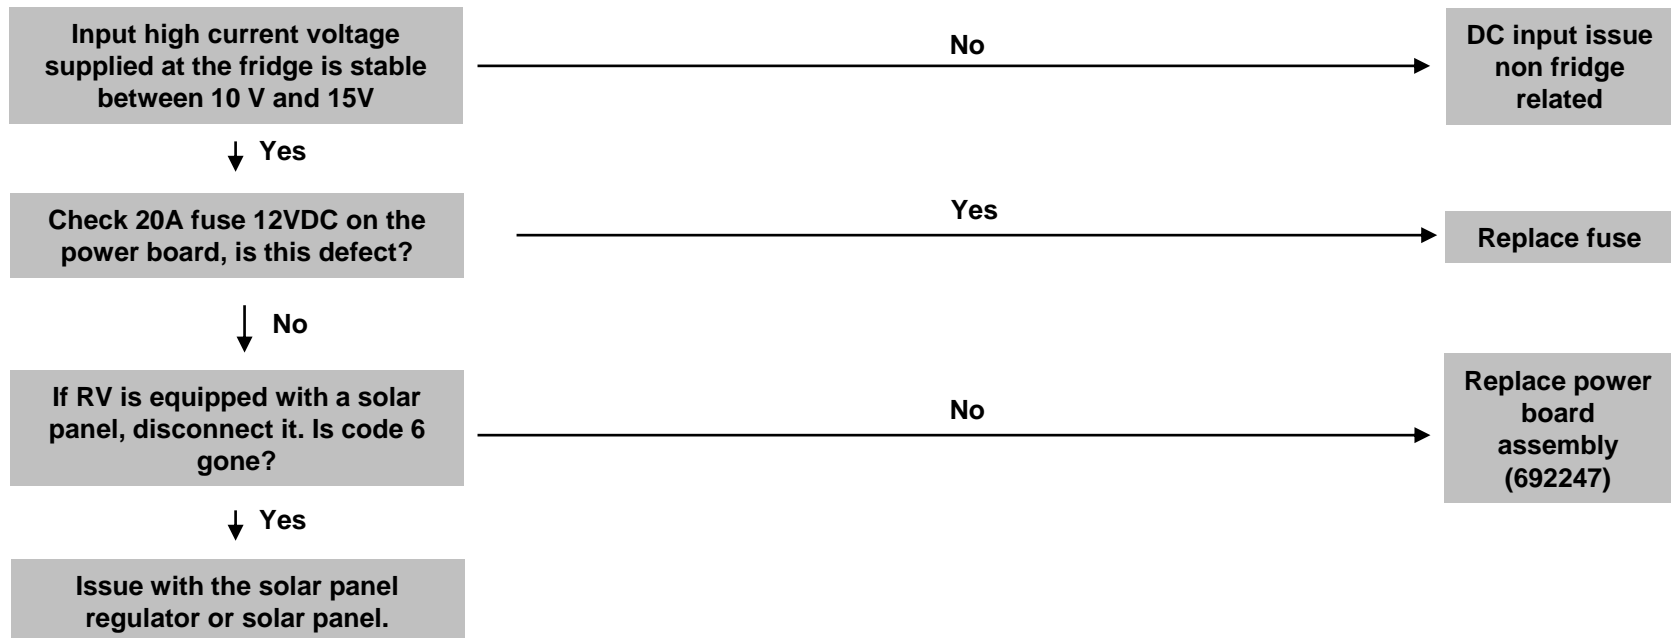 Input high current voltage
supplied at the fridge is stable
between 10 V and 15V
No
DC input issue
non fridge
related
Yes
Check 20A fuse 12VDC on the
power board, is this defect?
Yes
Replace fuse
No
If RV is equipped with a solar
panel, disconnect it. Is code 6
gone?
No
Replace power
board
assembly
(692247)
Yes
Issue with the solar panel
regulator or solar panel.